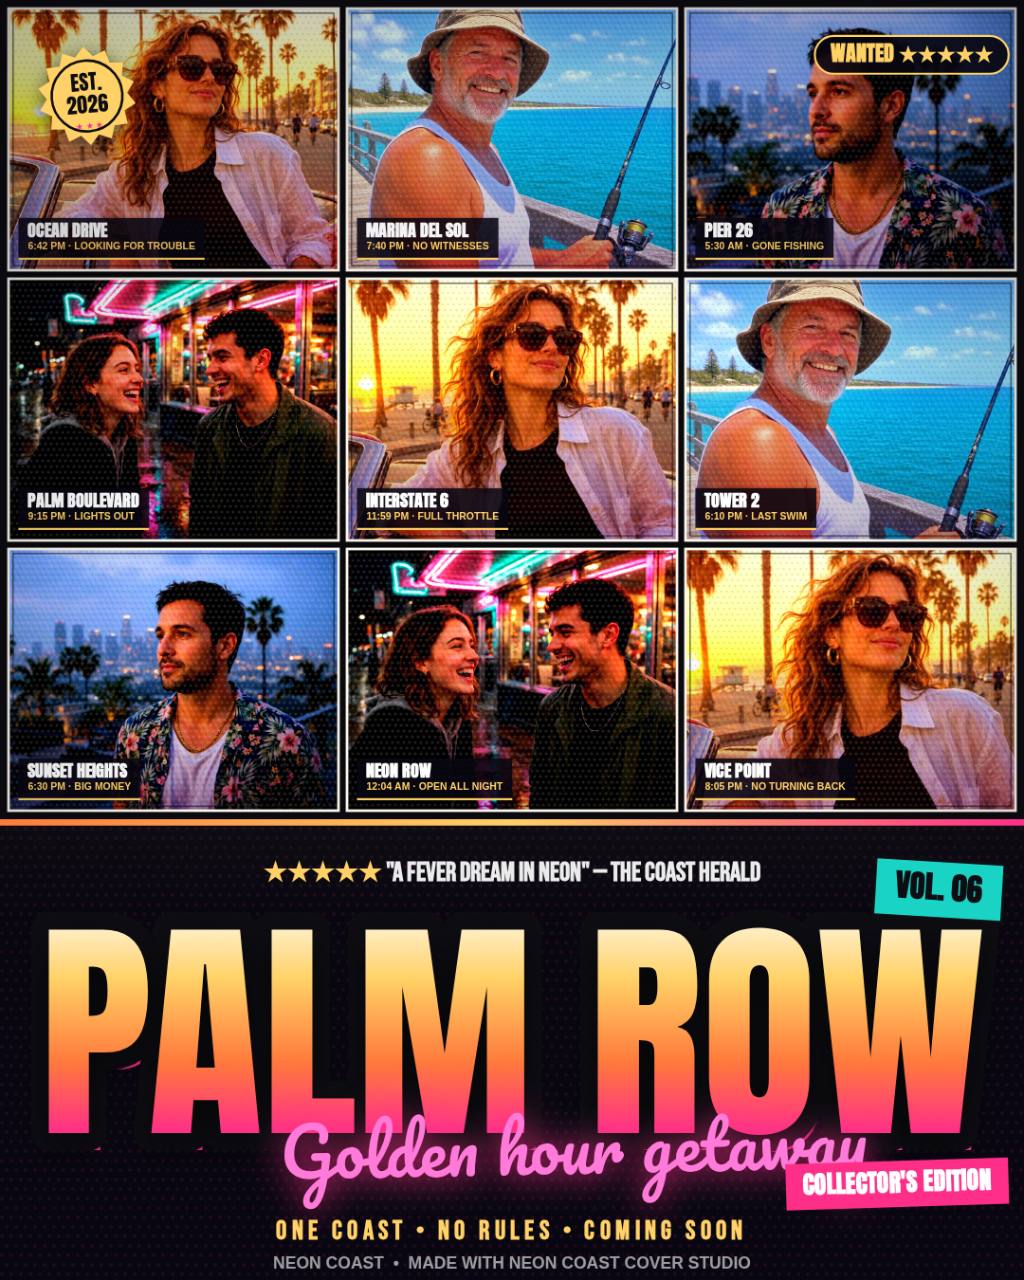 EST.
2026
WANTED ★★★★★
OCEAN DRIVE
6:42 PM · LOOKING FOR TROUBLE
MARINA DEL SOL
7:40 PM · NO WITNESSES
PIER 26
5:30 AM · GONE FISHING
PALM BOULEVARD
9:15 PM · LIGHTS OUT
INTERSTATE 6
11:59 PM · FULL THROTTLE
TOWER 2
6:10 PM · LAST SWIM
SUNSET HEIGHTS
6:30 PM · BIG MONEY
NEON ROW
12:04 AM · OPEN ALL NIGHT
VICE POINT
8:05 PM · NO TURNING BACK
★★★★★ "A FEVER DREAM IN NEON" — THE COAST HERALD
VOL. 06
PALM ROW
Golden hour getaway
COLLECTOR'S EDITION
ONE COAST • NO RULES • COMING SOON
NEON COAST • MADE WITH NEON COAST COVER STUDIO